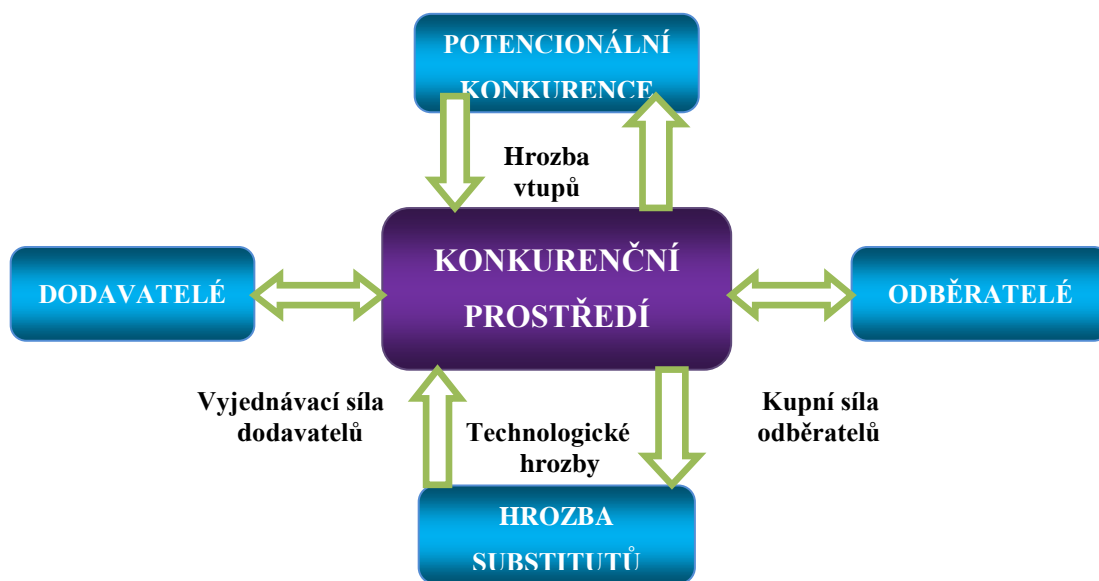 POTENCIONÁLNÍ
KONKURENCE
Hrozba
vtupů
KONKURENČNÍ
PROSTŘEDÍ
DODAVATELÉ
ODBĚRATELÉ
Vyjednávací síla
dodavatelů
Technologické
hrozby
Kupní síla
odběratelů
HROZBA
SUBSTITUTŮ